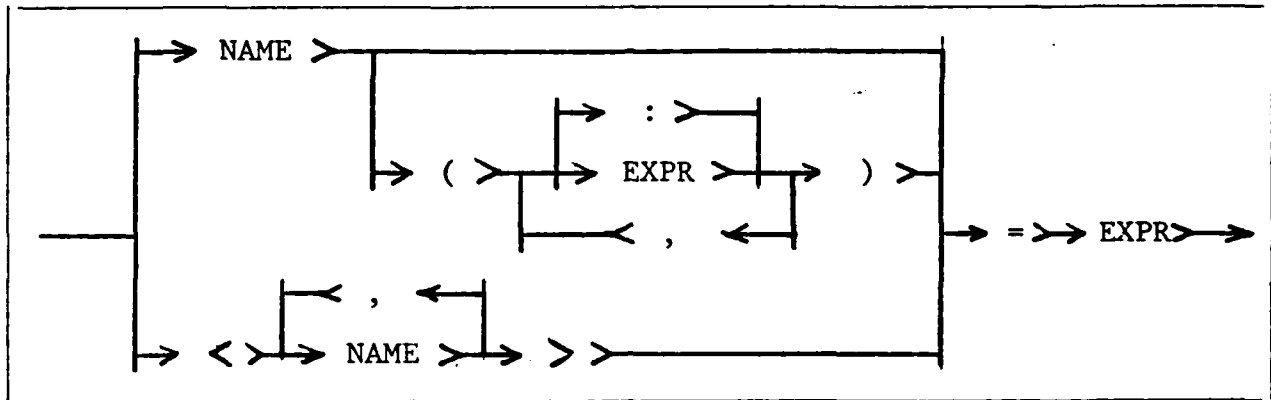 NAME
:
( EXPR )
,
= EXPR
,
< NAME >